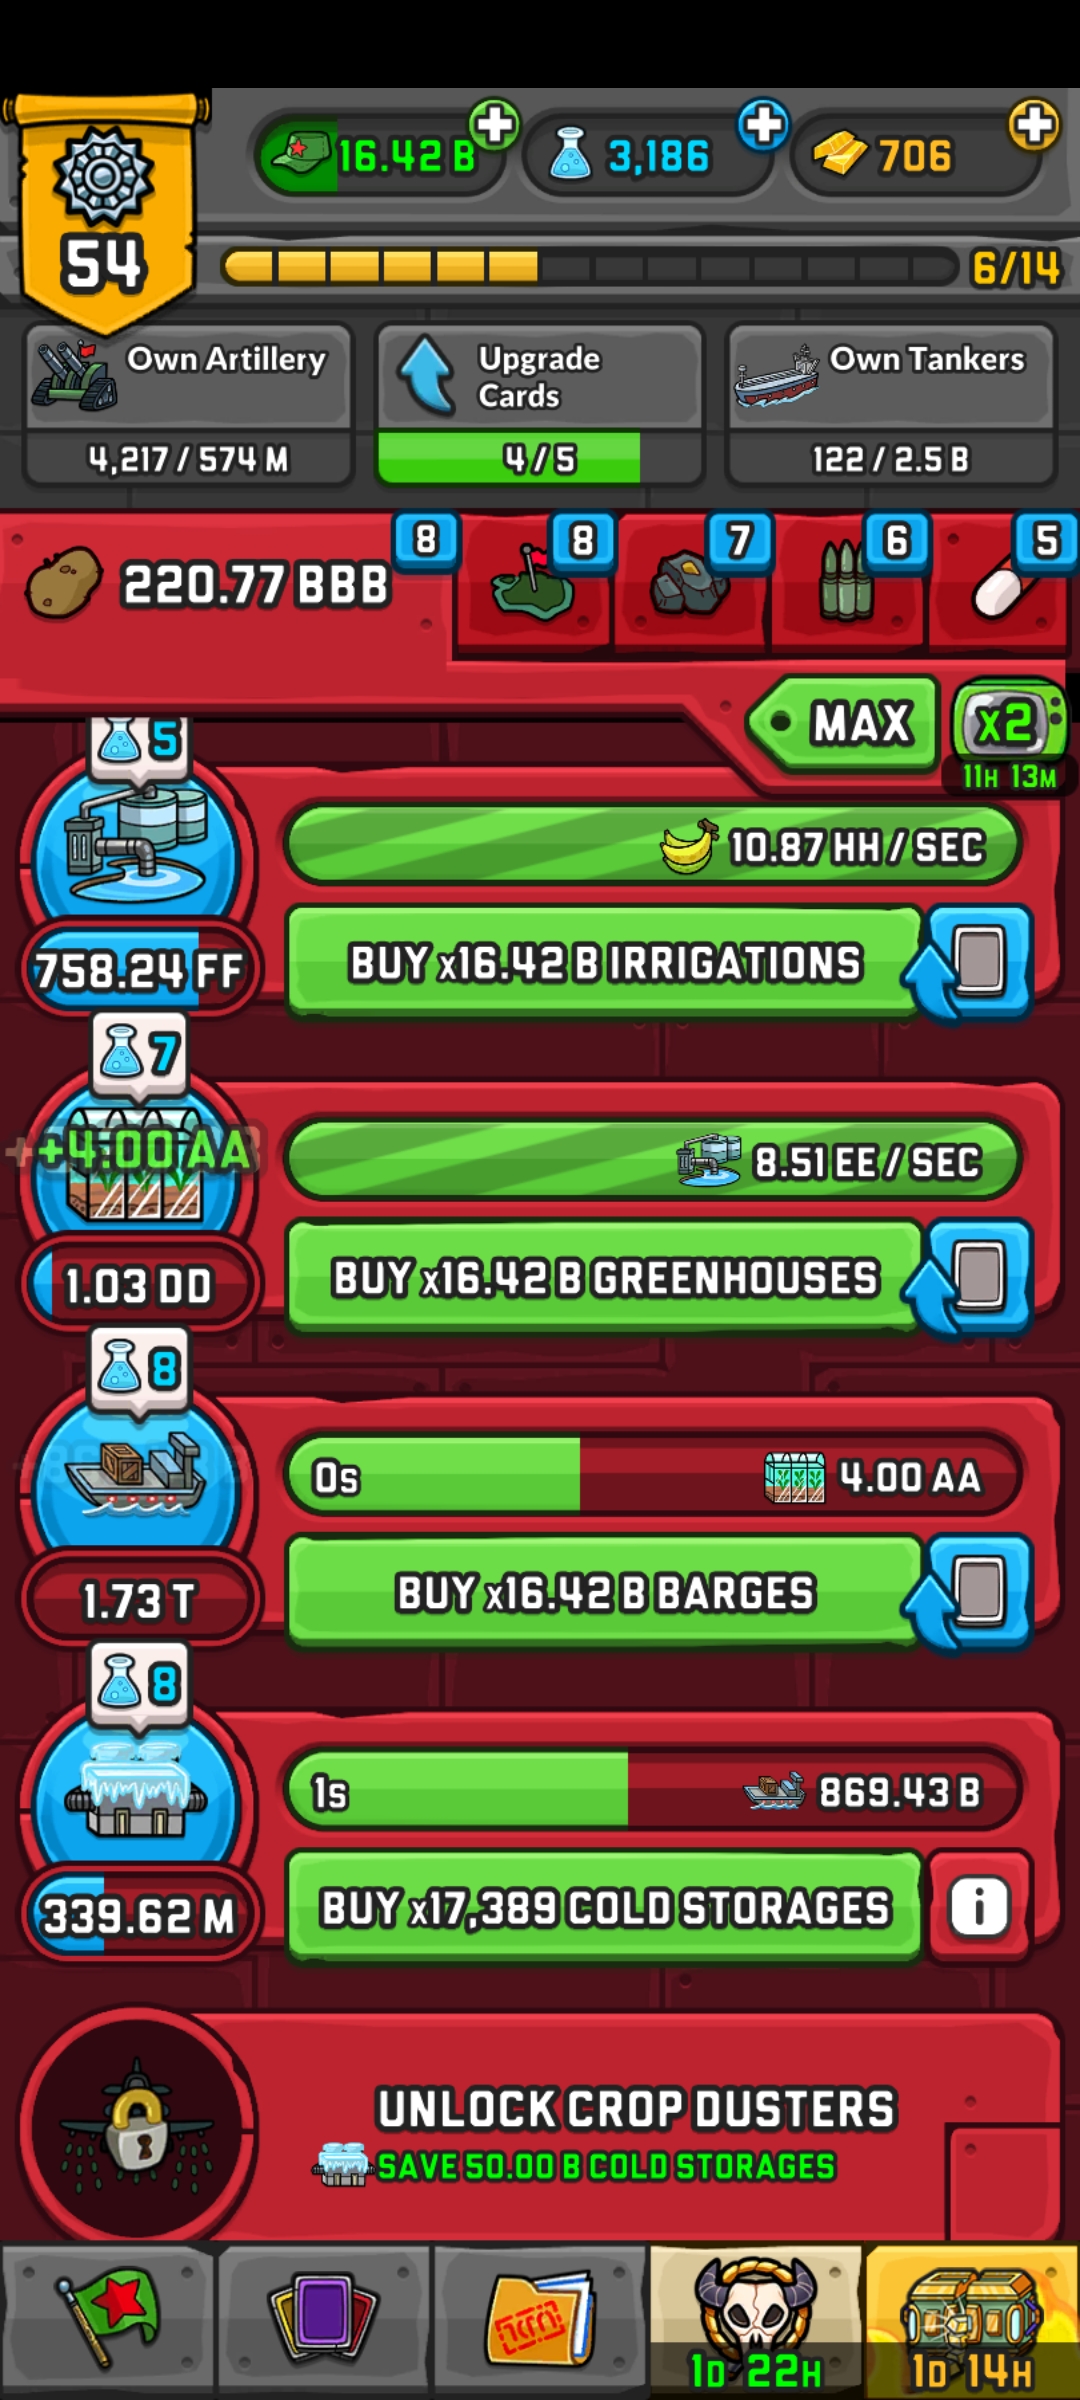 16.42 B
3,186
706
54
6/14
Own Artillery
4,217 / 574 M
Upgrade
Cards
4 / 5
Own Tankers
122 / 2.5 B
220.77 BBB
8
8
7
6
5
MAX
x2
11H 13M
5
10.87 HH / SEC
758.24 FF
BUY x16.42 B IRRIGATIONS
7
+4.00 AA
8.51 EE / SEC
1.03 DD
BUY x16.42 B GREENHOUSES
8
0s
4.00 AA
1.73 T
BUY x16.42 B BARGES
8
1s
869.43 B
339.62 M
BUY x17,389 COLD STORAGES
i
UNLOCK CROP DUSTERS
SAVE 50.00 B COLD STORAGES
1D 22H
1D 14H